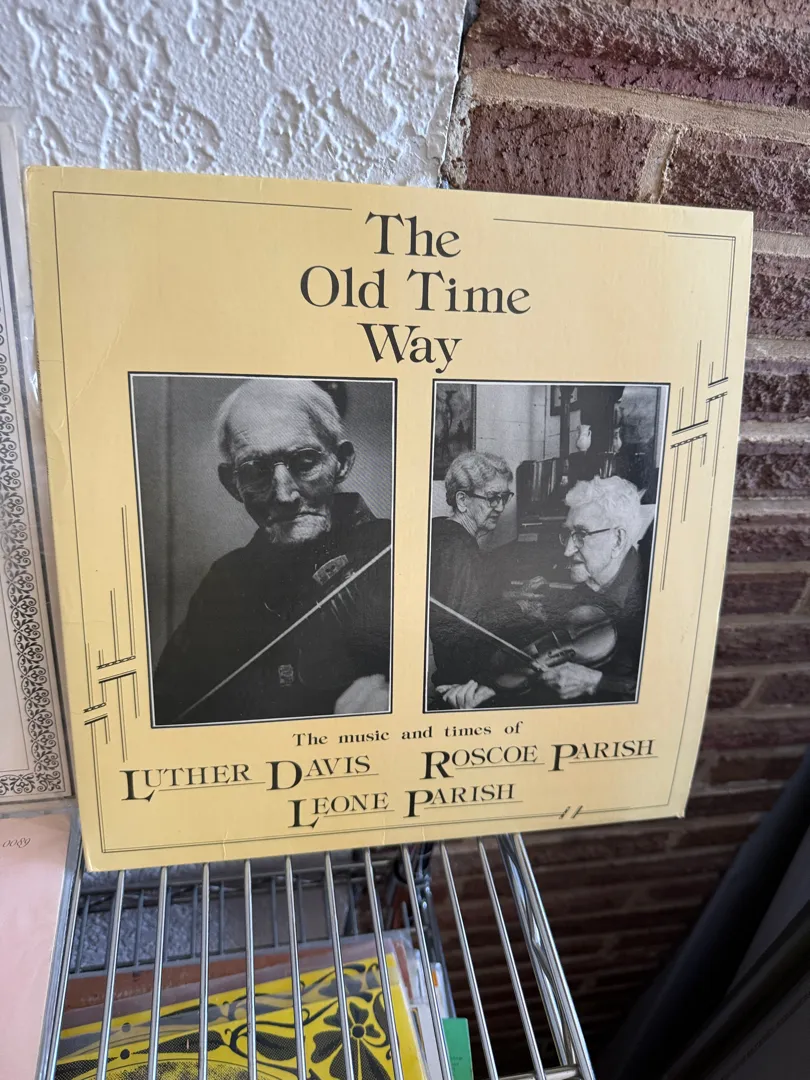 The
Old Time
Way
The music and times of
LUTHER DAVIS ROSCOE PARISH
LEONE PARISH